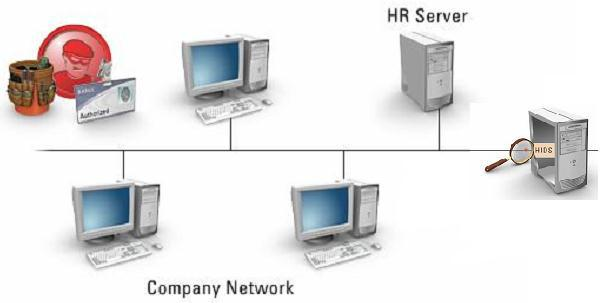 HR Server
Authorized
HIDS
Company Network